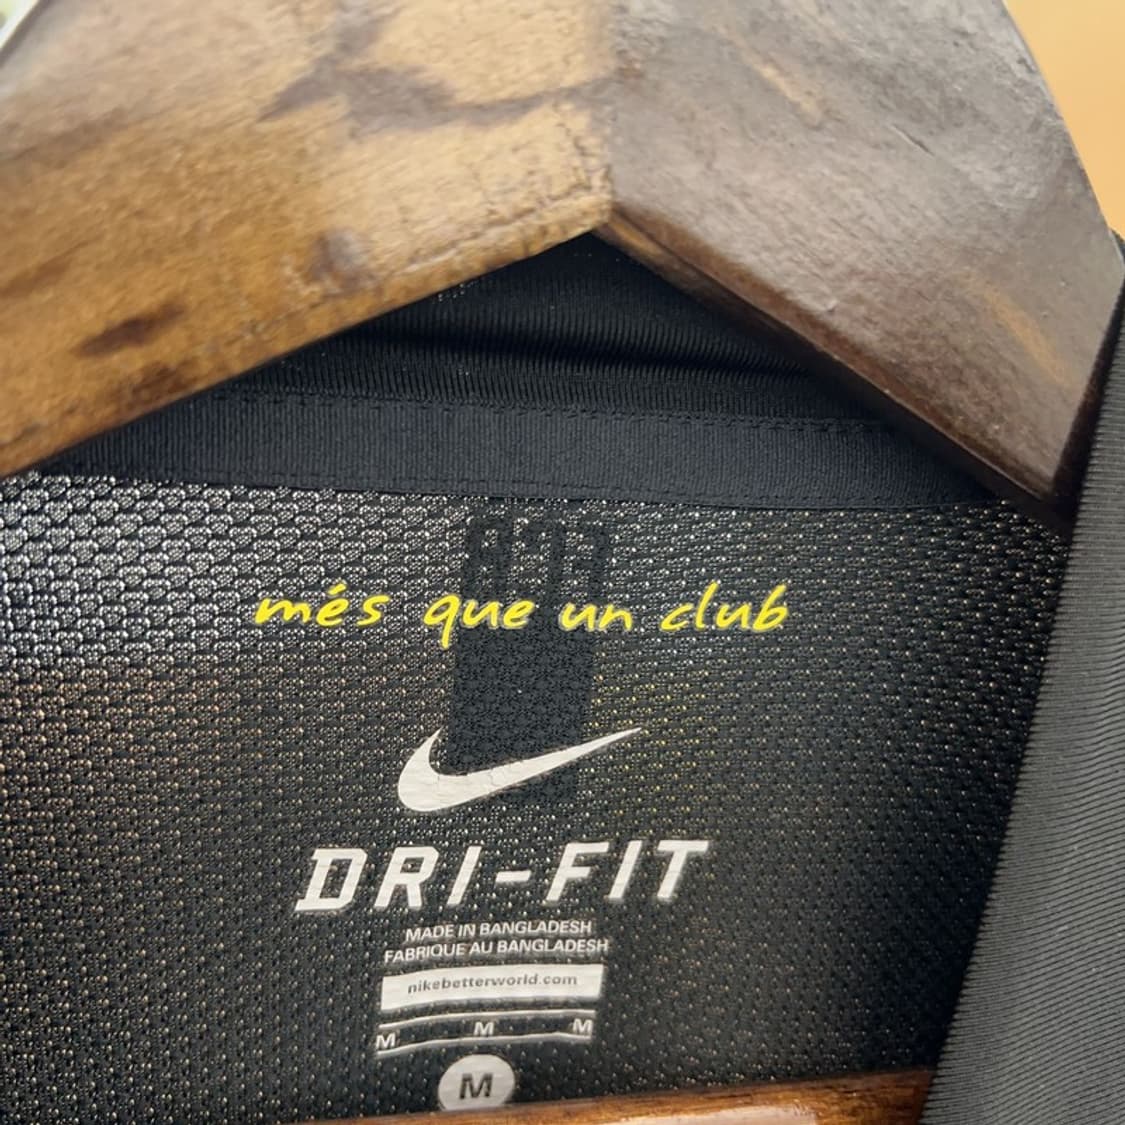 més que un club
DRI-FIT
MADE IN BANGLADESH
FABRIQUE AU BANGLADESH
nikebetterworld.com
M M M
M